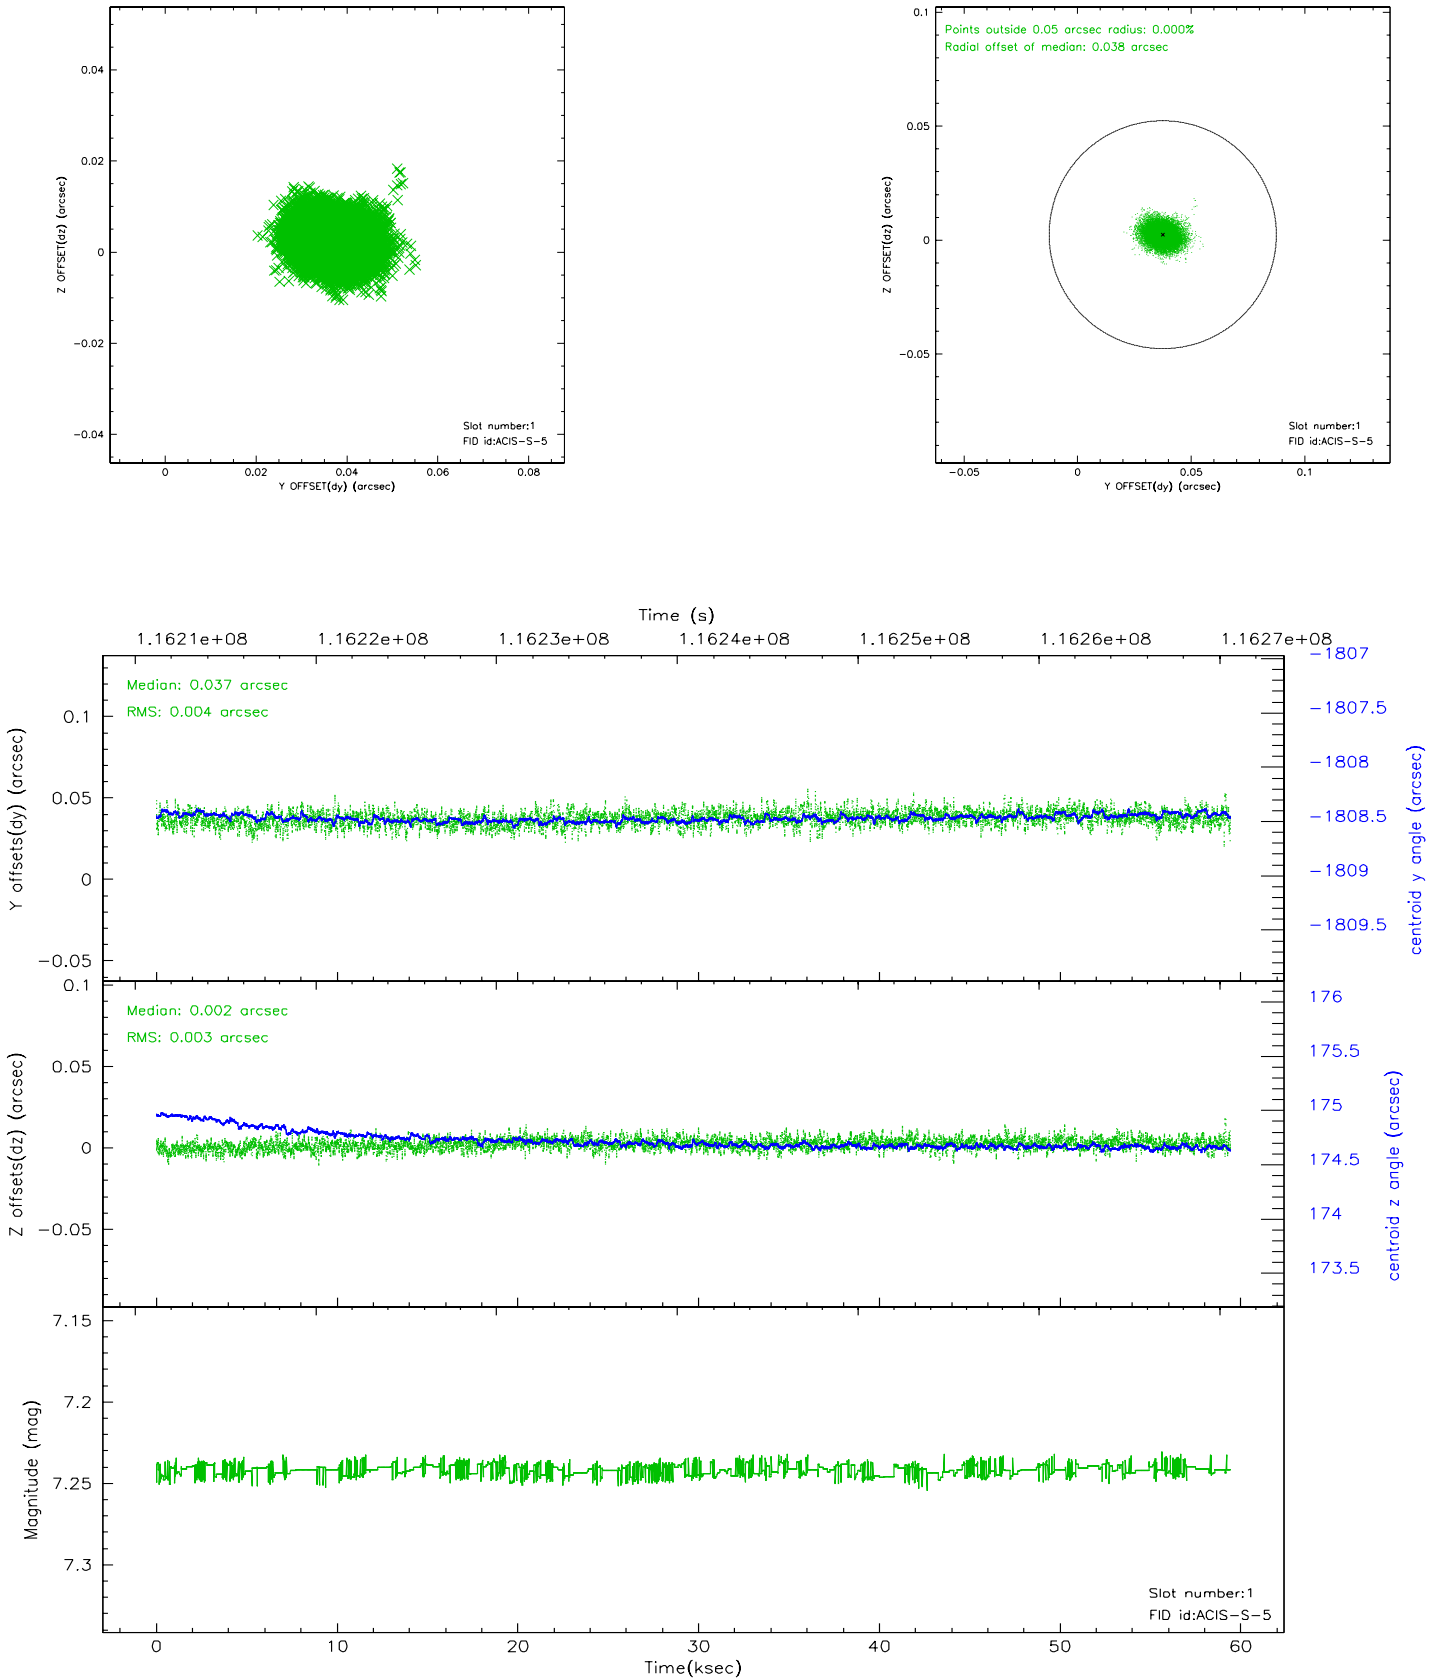 0.04
0.02
0
−0.02
−0.04
Z OFFSET(dz) (arcsec)
Slot number:1
FID id:ACIS−S−5
0 0.02 0.04 0.06 0.08
Y OFFSET(dy) (arcsec)
Points outside 0.05 arcsec radius: 0.000%
Radial offset of median: 0.038 arcsec
0.1
0.05
0
−0.05
Z OFFSET(dz) (arcsec)
Slot number:1
FID id:ACIS−S−5
−0.05 0 0.05 0.1
Y OFFSET(dy) (arcsec)
Time (s)
1.1621e+08 1.1622e+08 1.1623e+08 1.1624e+08 1.1625e+08 1.1626e+08 1.1627e+08
Median: 0.037 arcsec
RMS: 0.004 arcsec
0.1
0.05
0
−0.05
Y offsets(dy) (arcsec)
−1807
−1807.5
−1808
−1808.5
−1809
−1809.5
centroid y angle (arcsec)
Median: 0.002 arcsec
RMS: 0.003 arcsec
0.1
0.05
0
−0.05
Z offsets(dz) (arcsec)
176
175.5
175
174.5
174
173.5
centroid z angle (arcsec)
7.15
7.2
7.25
7.3
Magnitude (mag)
Slot number:1
FID id:ACIS−S−5
0 10 20 30 40 50 60
Time(ksec)